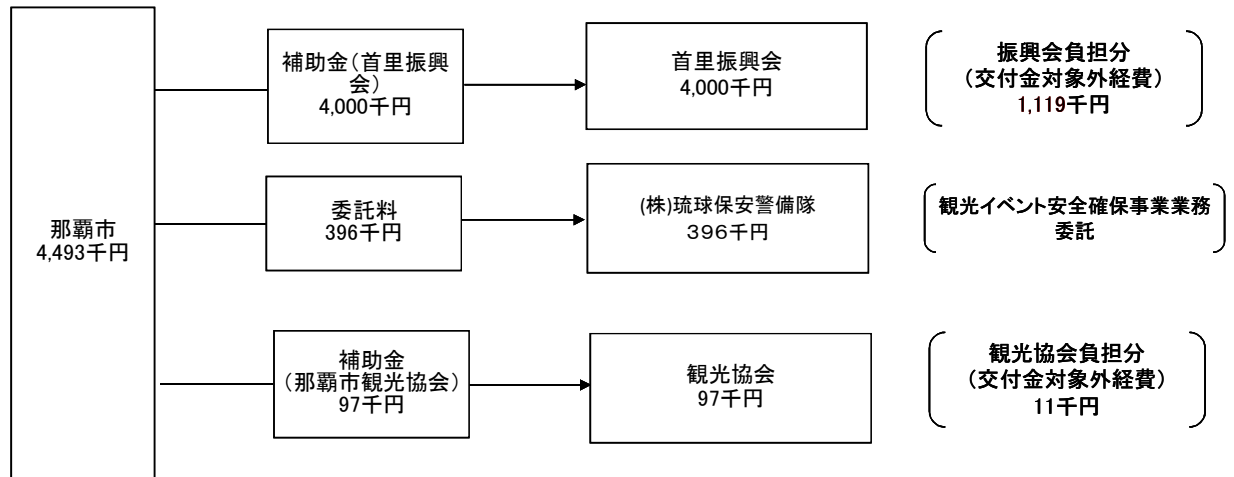 那覇市
4,493千円
補助金(首里振興
会)
4,000千円
首里振興会
4,000千円
振興会負担分
(交付金対象外経費)
1,119千円
委託料
396千円
(株)琉球保安警備隊
３９６千円
観光イベント安全確保事業業務
委託
補助金
(那覇市観光協会)
97千円
観光協会
97千円
観光協会負担分
(交付金対象外経費)
11千円